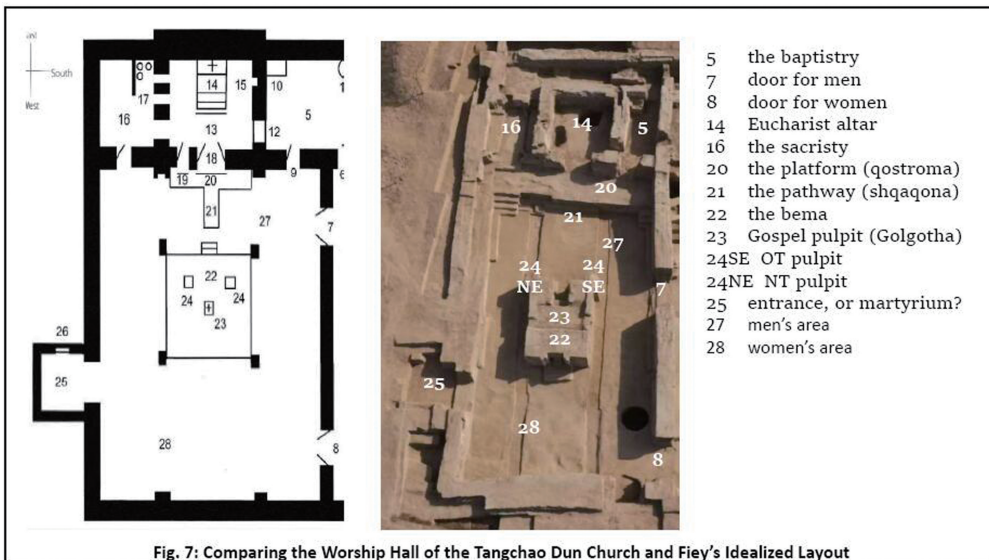 South
West
17
14
15
10
16
5
13
12
18
9
19
20
21
27
7
22
24
24
23
26
25
28
8
16
14
5
20
21
27
24
NE
24
SE
7
23
22
25
28
8
5 the baptistry
7 door for men
8 door for women
14 Eucharist altar
16 the sacristy
20 the platform (qostroma)
21 the pathway (shqaqona)
22 the bema
23 Gospel pulpit (Golgotha)
24SE OT pulpit
24NE NT pulpit
25 entrance, or martyrium?
27 men's area
28 women's area
Fig. 7: Comparing the Worship Hall of the Tangchao Dun Church and Fiey's Idealized Layout